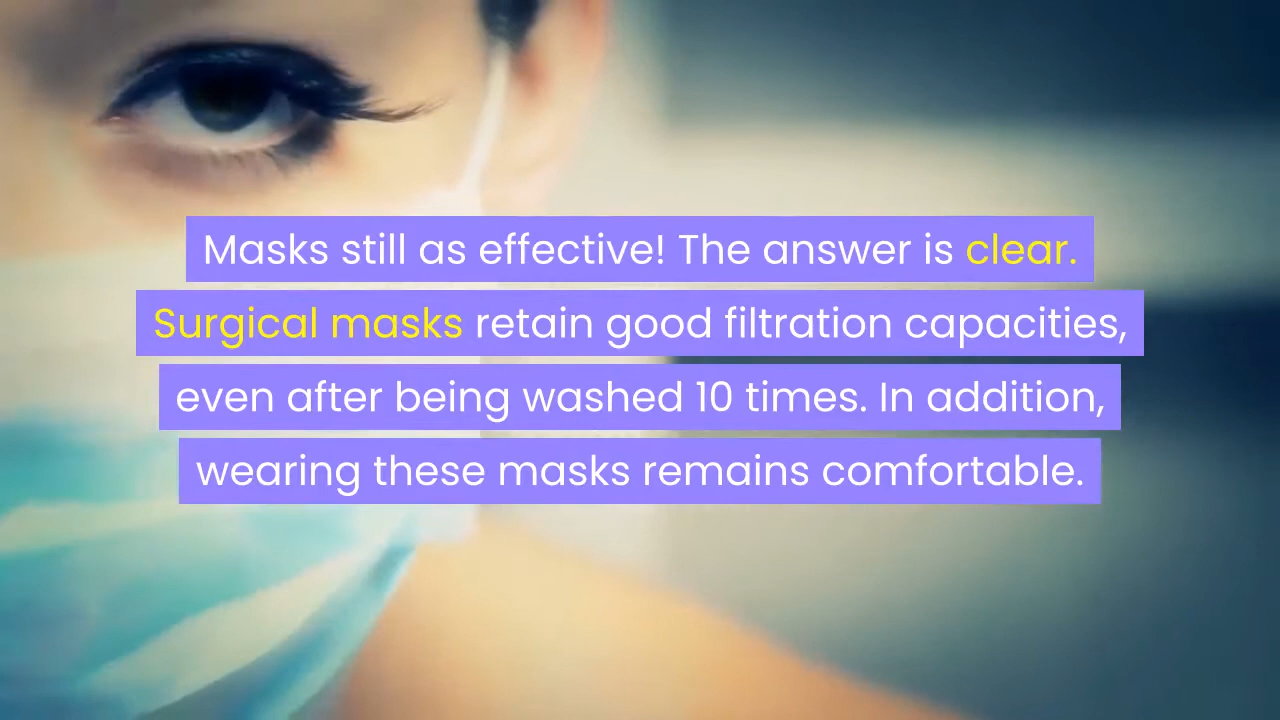 Masks still as effective! The answer is clear.
Surgical masks retain good filtration capacities,
even after being washed 10 times. In addition,
wearing these masks remains comfortable.